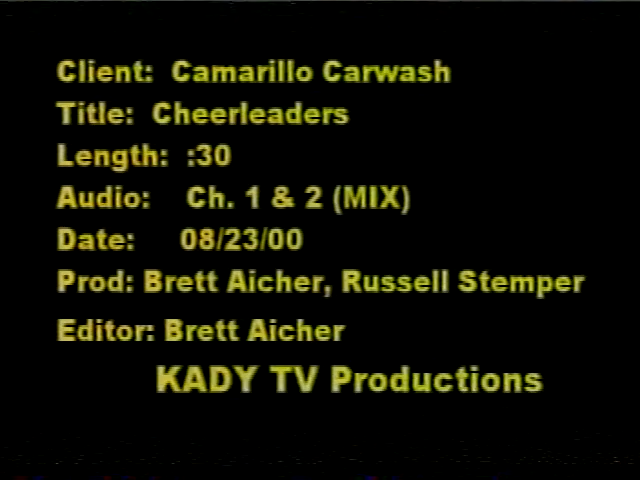 Client: Camarillo Carwash
Title: Cheerleaders
Length: :30
Audio: Ch. 1 & 2 (MIX)
Date: 08/23/00
Prod: Brett Aicher, Russell Stemper
Editor: Brett Aicher
KADY TV Productions